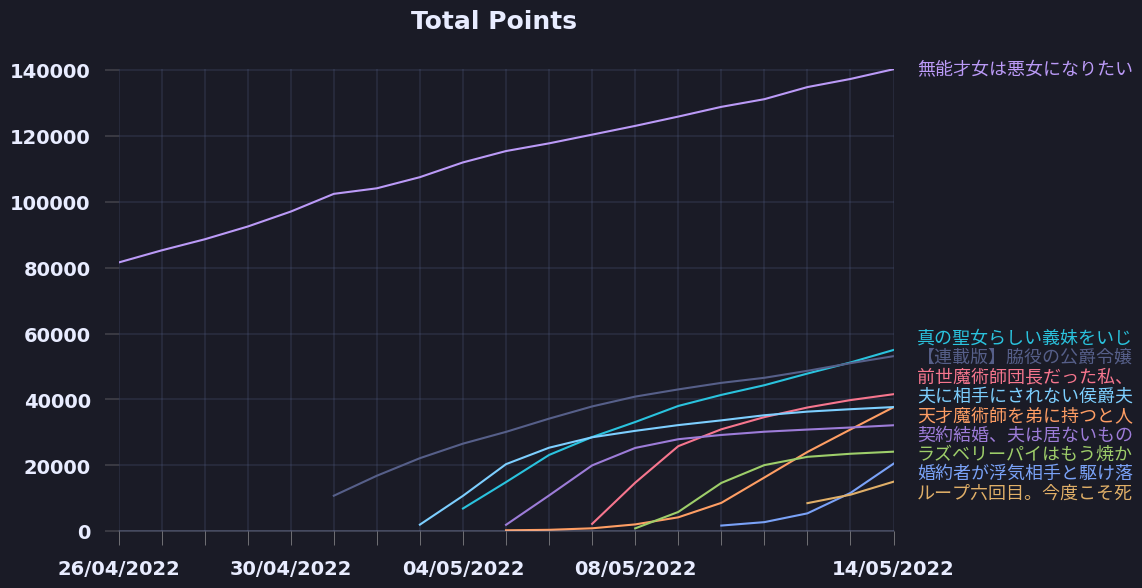 Total Points
140000
120000
100000
80000
60000
40000
20000
0
26/04/2022 30/04/2022 04/05/2022 08/05/2022 14/05/2022
無能才女は悪女になりたい
真の聖女らしい義妹をいじ
【連載版】脇役の公爵令嬢
前世魔術師団長だった私、
夫に相手にされない侯爵夫
天才魔術師を弟に持つと人
契約結婚、夫は居ないもの
ラズベリーパイはもう焼か
婚約者が浮気相手と駆け落
ループ六回目。今度こそ死